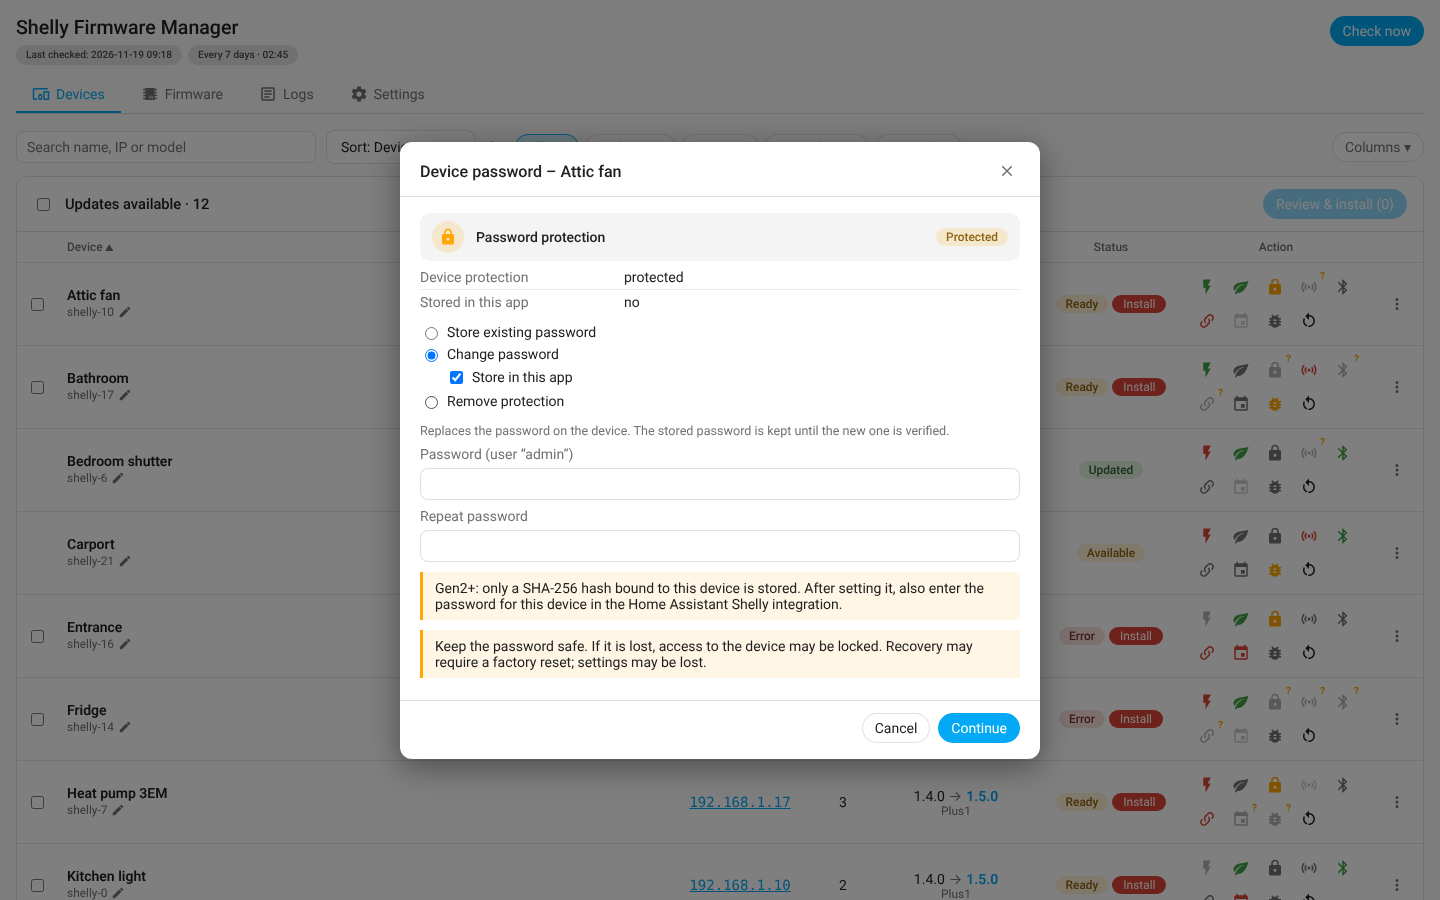 Shelly Firmware Manager
Check now
Last checked: 2026-11-19 09:18
Every 7 days · 02:45
Devices
Firmware
Logs
Settings
Search name, IP or model
Sort:
Columns ▾
Updates available · 12
Review & install (0)
Device ▲
Status
Action
Attic fan
shelly-10
Ready
Install
?
Bathroom
shelly-17
Ready
Install
?
?
?
Bedroom shutter
shelly-6
Updated
?
Carport
shelly-21
Available
Entrance
shelly-16
Error
Install
Fridge
shelly-14
Error
Install
?
?
?
?
Heat pump 3EM
shelly-7
192.168.1.17
3
1.4.0 → 1.5.0
Plus1
Ready
Install
?
?
Kitchen light
shelly-0
192.168.1.10
2
1.4.0 → 1.5.0
Plus1
Ready
Install
Device password – Attic fan
Password protection
Protected
Device protection
protected
Stored in this app
no
Store existing password
Change password
Store in this app
Remove protection
Replaces the password on the device. The stored password is kept until the new one is verified.
Password (user “admin”)
Repeat password
Gen2+: only a SHA-256 hash bound to this device is stored. After setting it, also enter the
password for this device in the Home Assistant Shelly integration.
Keep the password safe. If it is lost, access to the device may be locked. Recovery may
require a factory reset; settings may be lost.
Cancel
Continue